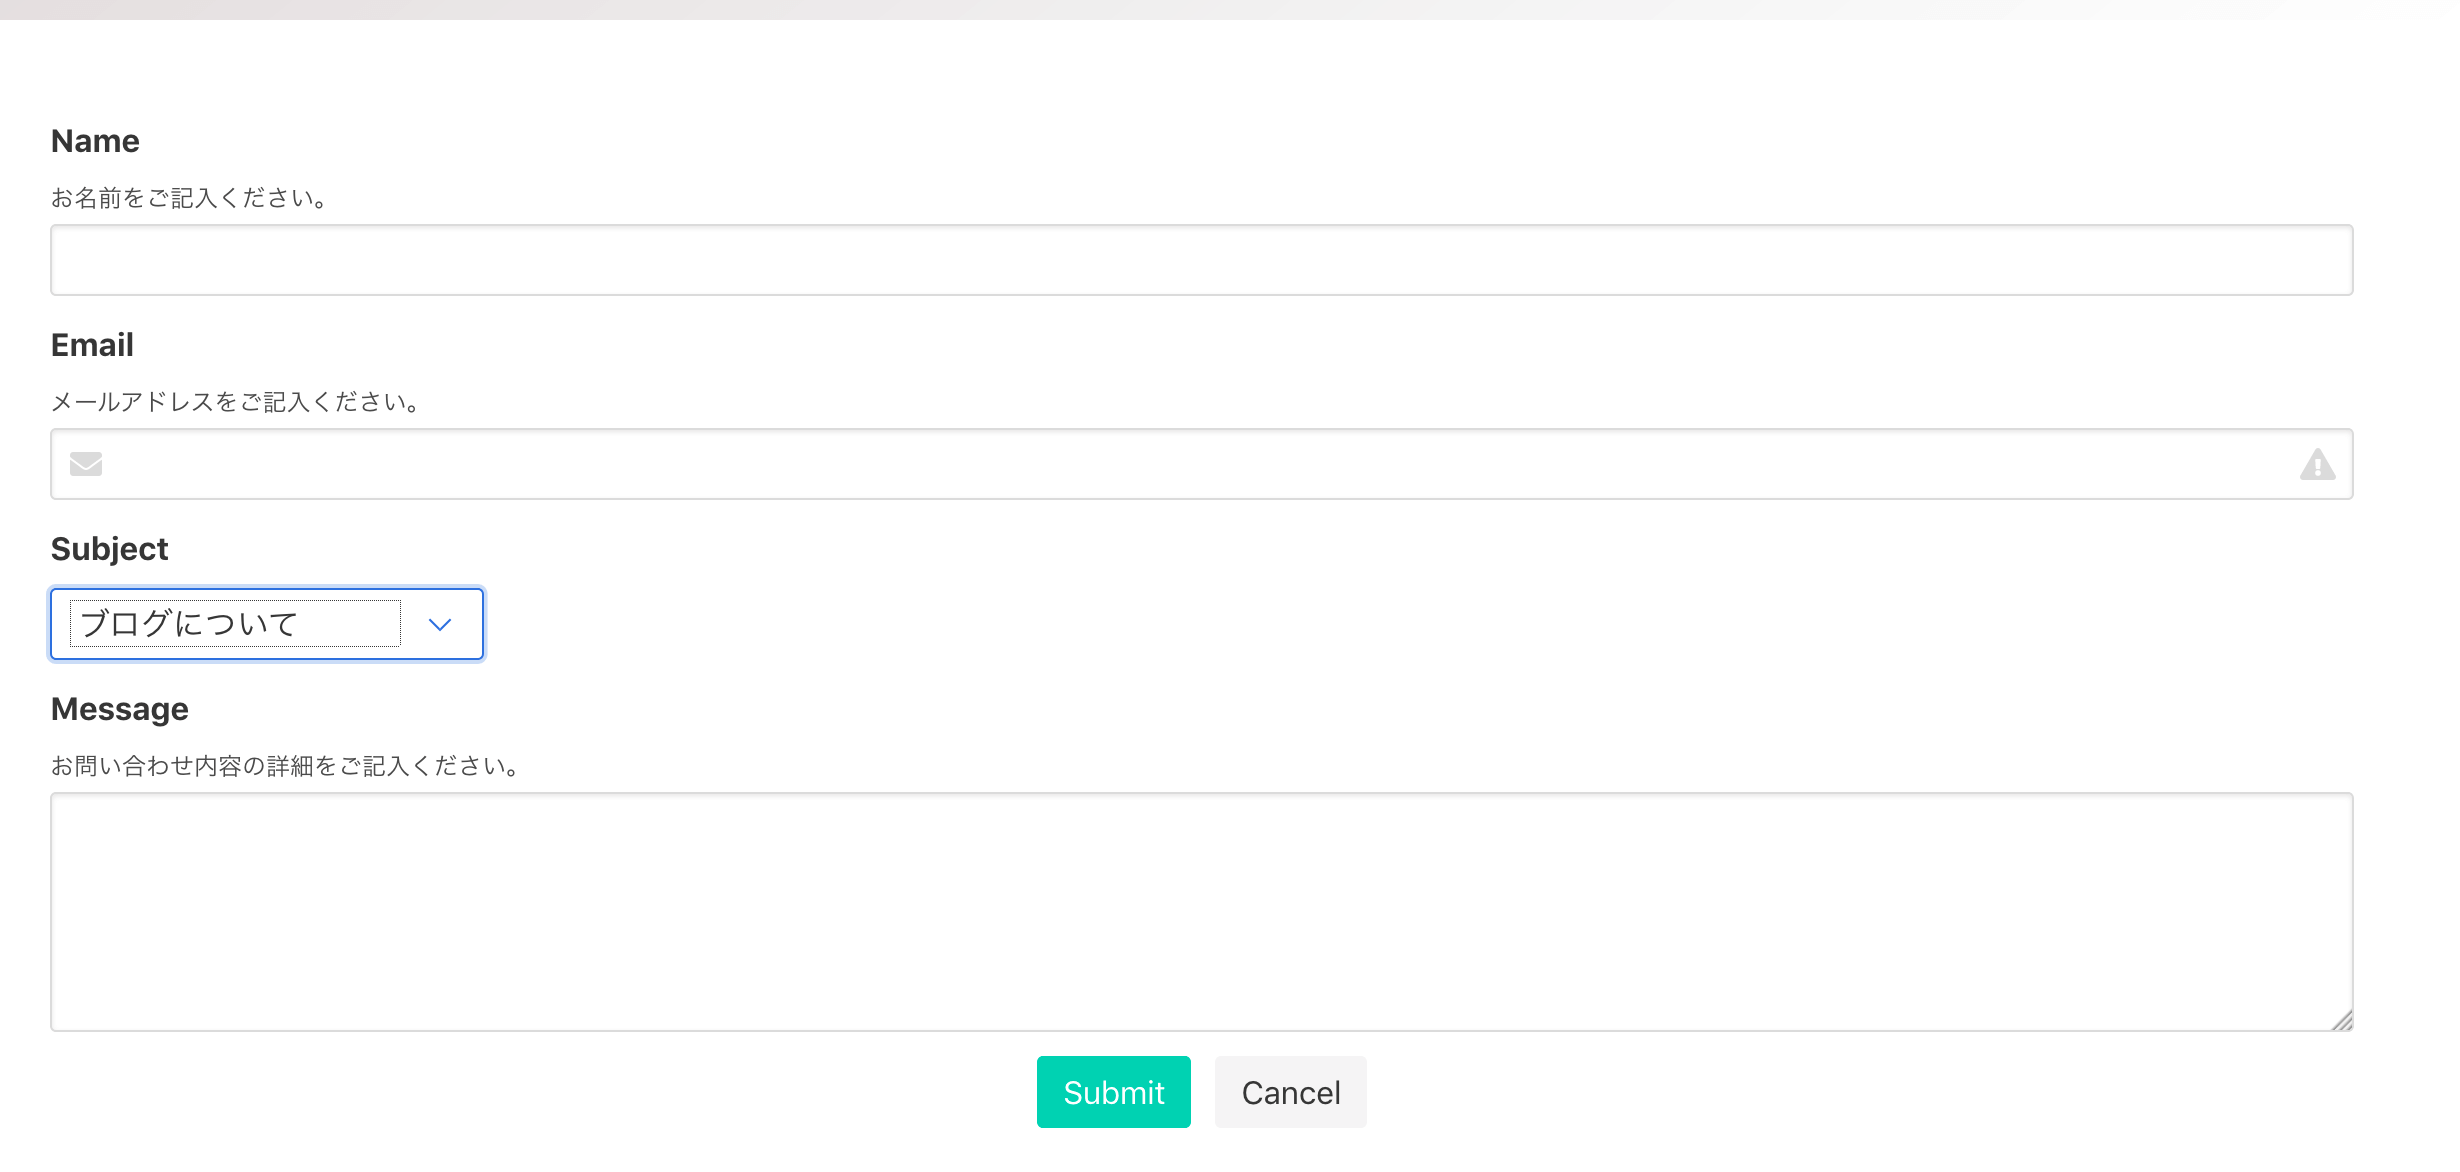 Name
お名前をご記入ください。
Email
メールアドレスをご記入ください。
Subject
ブログについて
Message
お問い合わせ内容の詳細をご記入ください。
Submit
Cancel